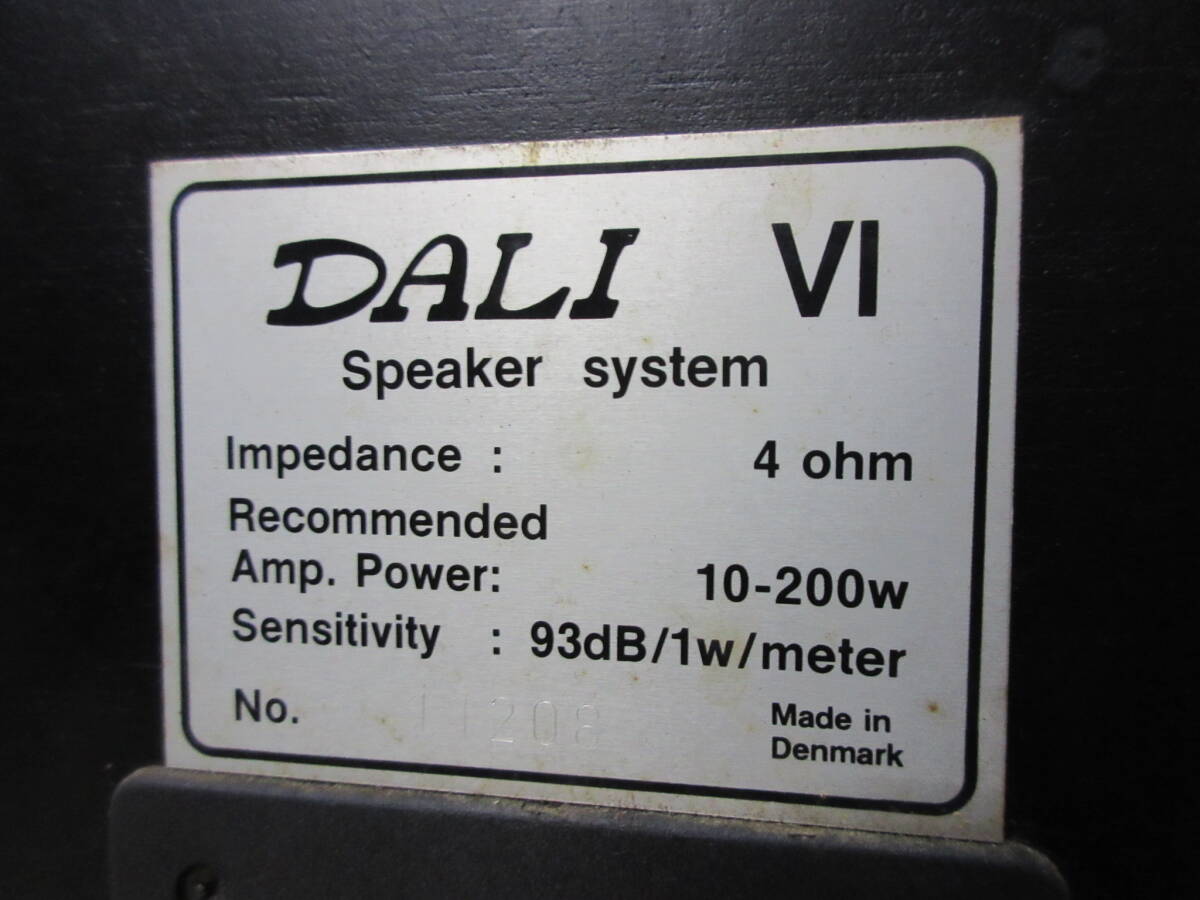 DALI VI
Speaker system
Impedance : 4 ohm
Recommended
Amp. Power: 10-200w
Sensitivity : 93dB/1w/meter
No. 11208
Made in
Denmark